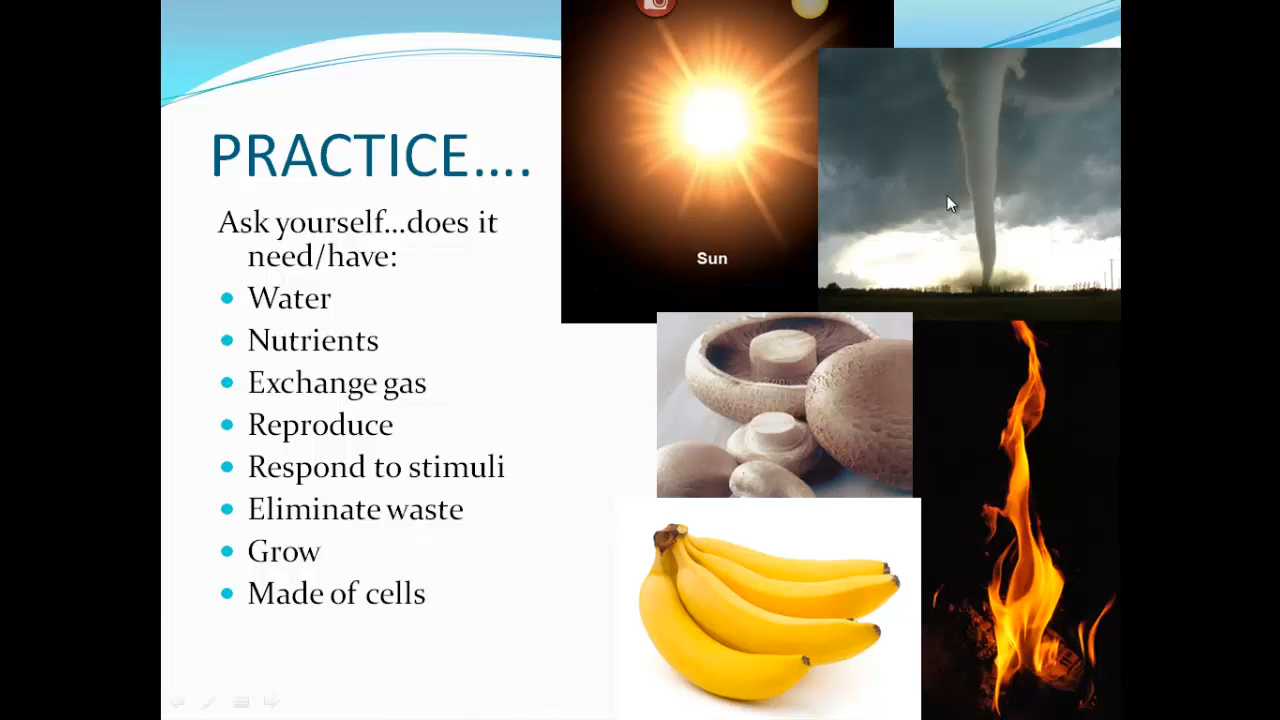 PRACTICE....
Ask yourself...does it
need/have:
Water
Nutrients
Exchange gas
Reproduce
Respond to stimuli
Eliminate waste
Grow
Made of cells
Sun